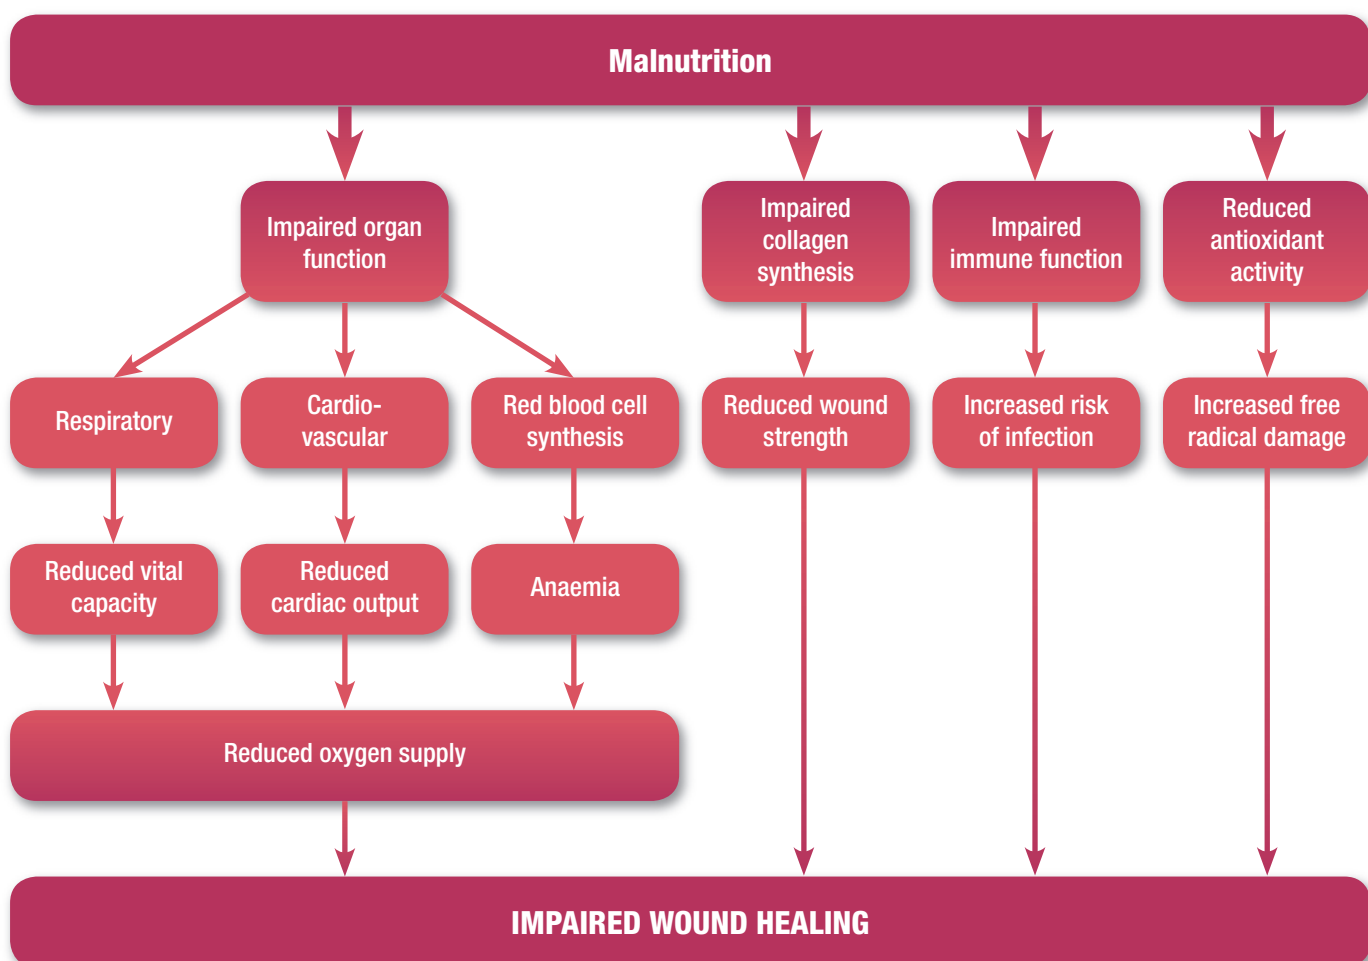 Malnutrition
Impaired organ
function
Impaired
collagen
synthesis
Impaired
immune function
Reduced
antioxidant
activity
Respiratory
Cardio-
vascular
Red blood cell
synthesis
Reduced wound
strength
Increased risk
of infection
Increased free
radical damage
Reduced vital
capacity
Reduced
cardiac output
Anaemia
Reduced oxygen supply
IMPAIRED WOUND HEALING